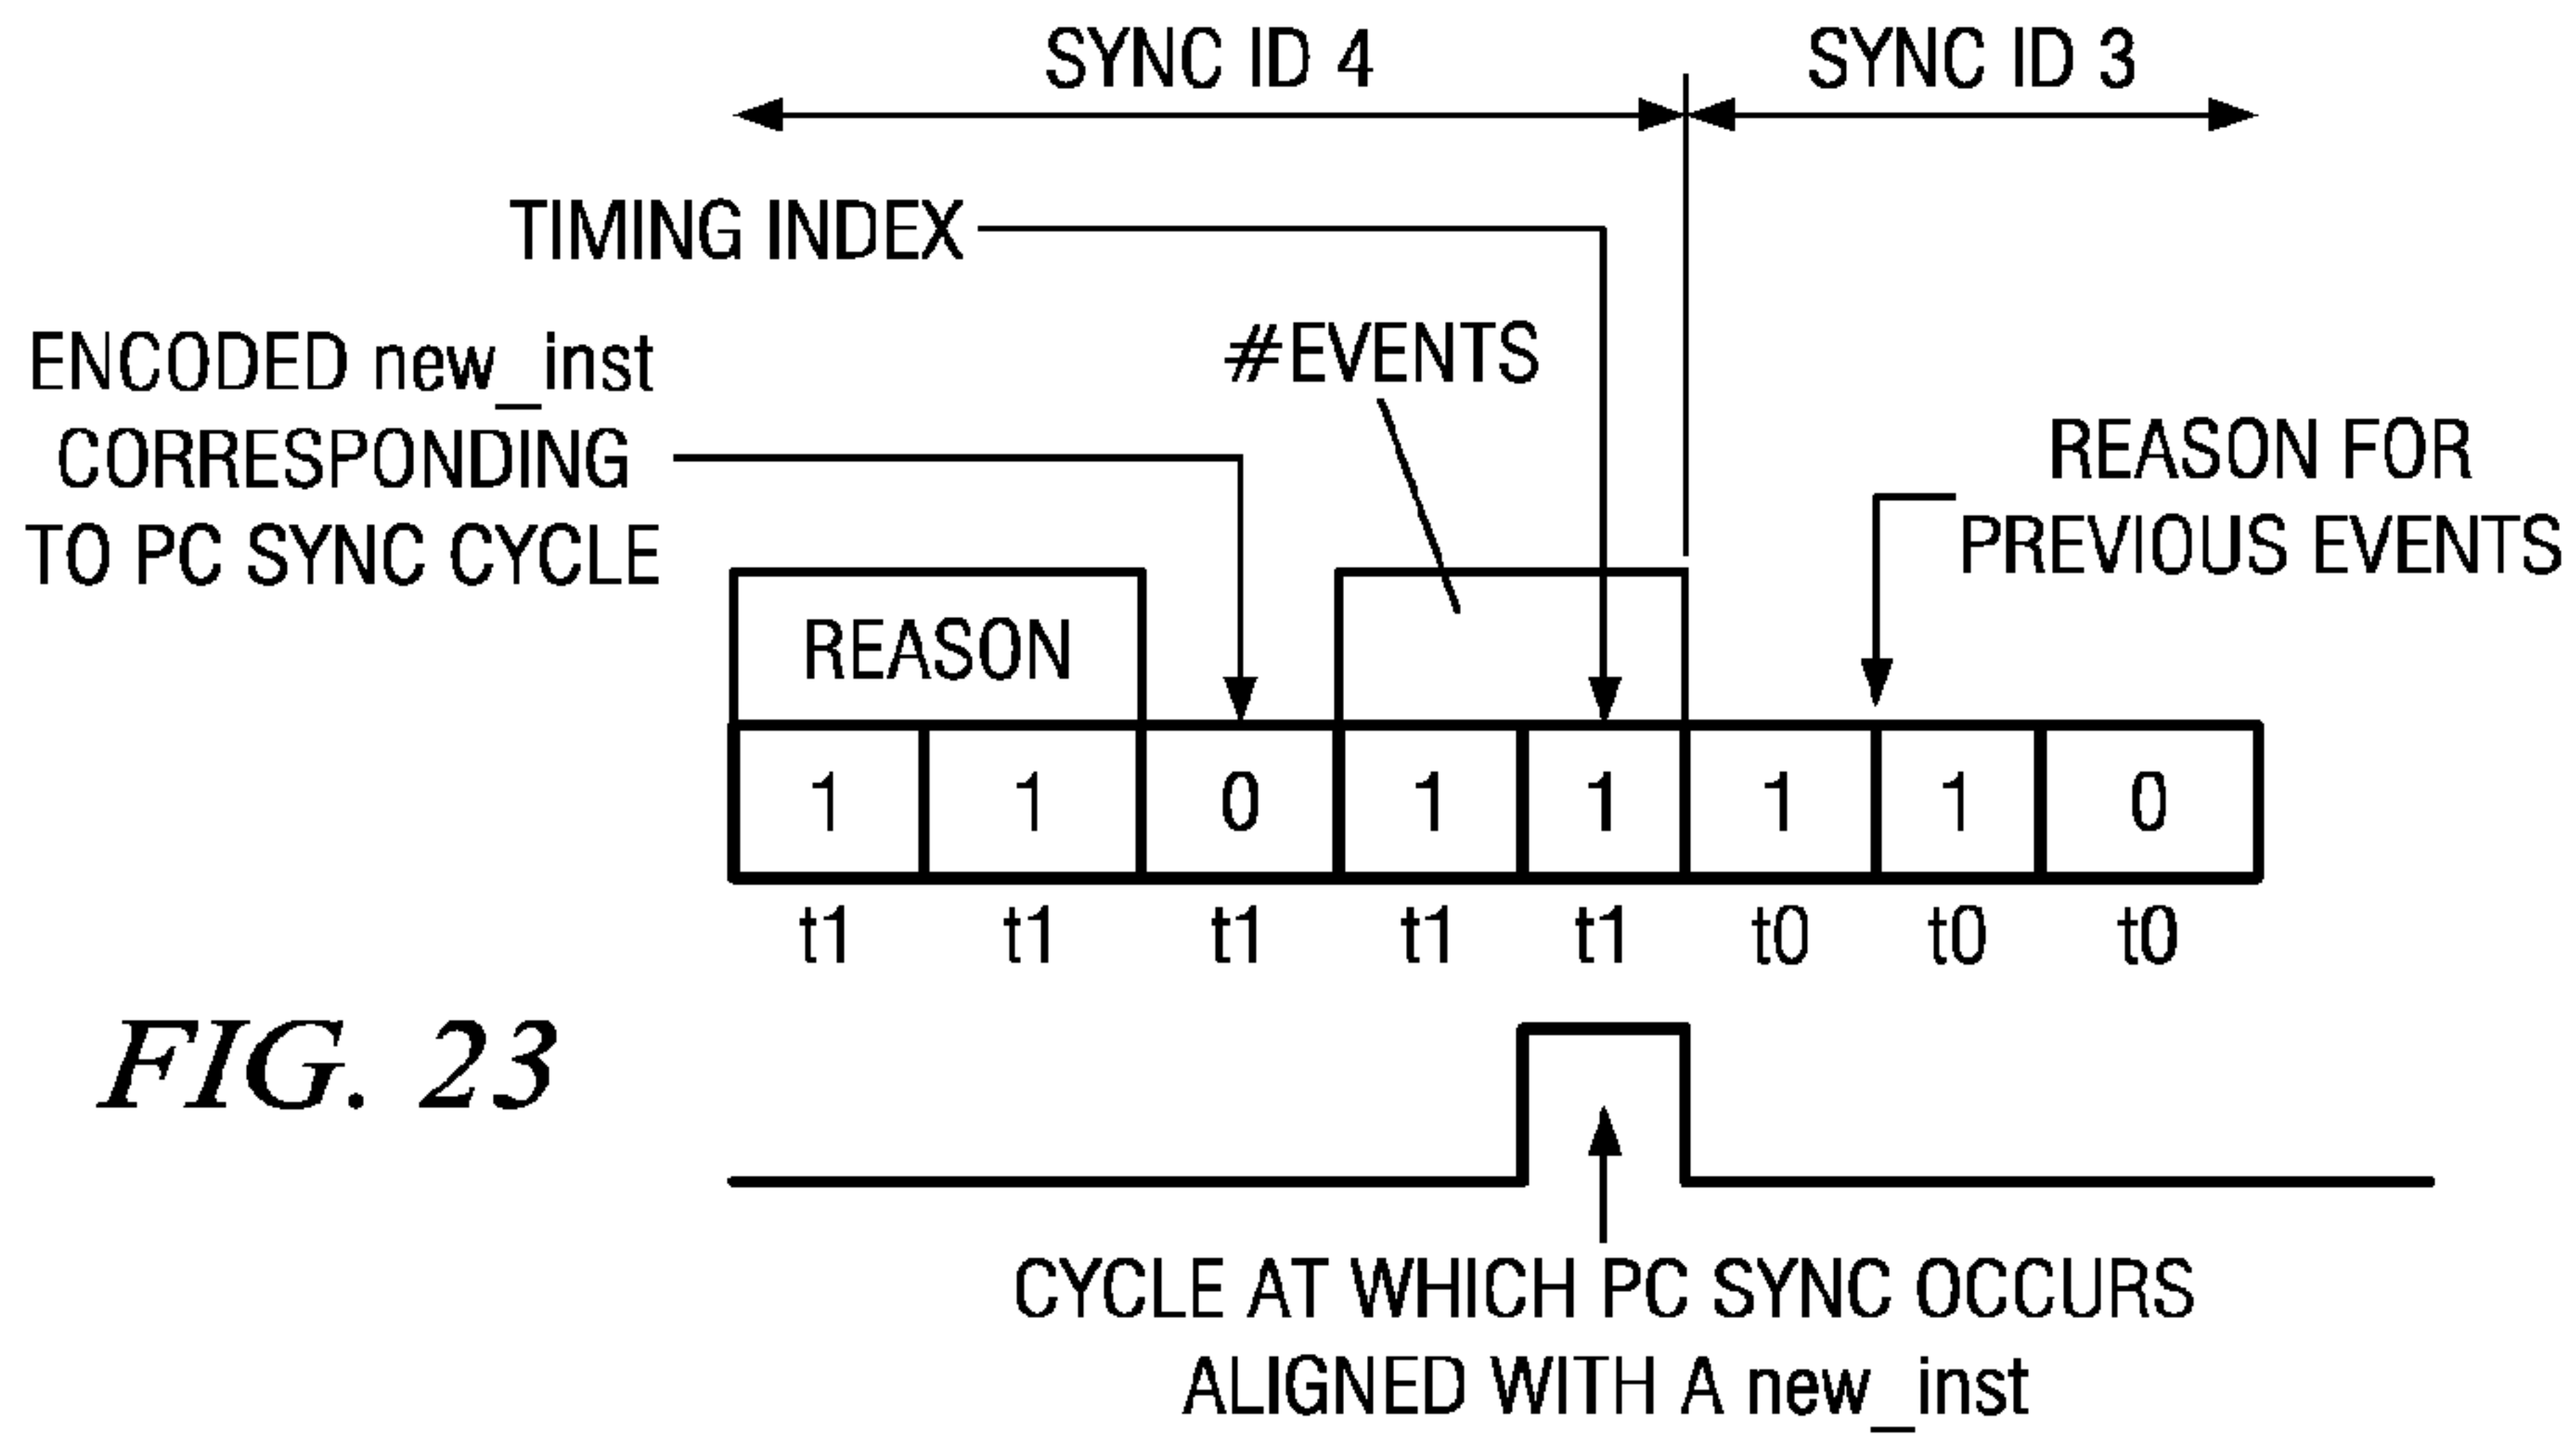 SYNC ID 4 SYNC ID 3
TIMING INDEX
#EVENTS
ENCODED new_inst
CORRESPONDING
TO PC SYNC CYCLE
REASON FOR
PREVIOUS EVENTS
REASON
1 1 0 1 1 1 1 0
t1 t1 t1 t1 t1 t0 t0 t0
FIG. 23
CYCLE AT WHICH PC SYNC OCCURS
ALIGNED WITH A new_inst